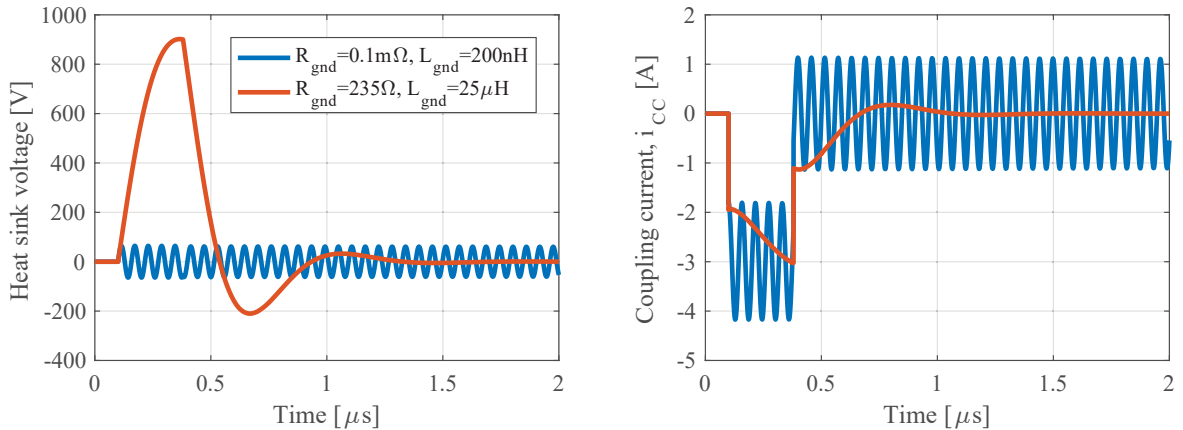 Heat sink voltage [V]
1000
800
600
400
200
0
-200
-400
R_gnd=0.1mΩ, L_gnd=200nH
R_gnd=235Ω, L_gnd=25μH
0 0.5 1 1.5 2
Time [μs]
Coupling current, i_CC [A]
2
1
0
-1
-2
-3
-4
-5
0 0.5 1 1.5 2
Time [μs]